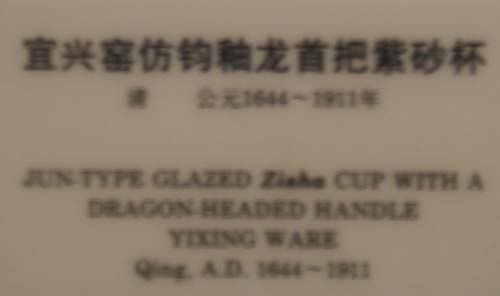 宜兴窑仿钧釉龙首把紫砂杯
清 公元1644～1911年
JUN-TYPE GLAZED Zisha CUP WITH A
DRAGON-HEADED HANDLE
YIXING WARE
Qing, A.D. 1644～1911